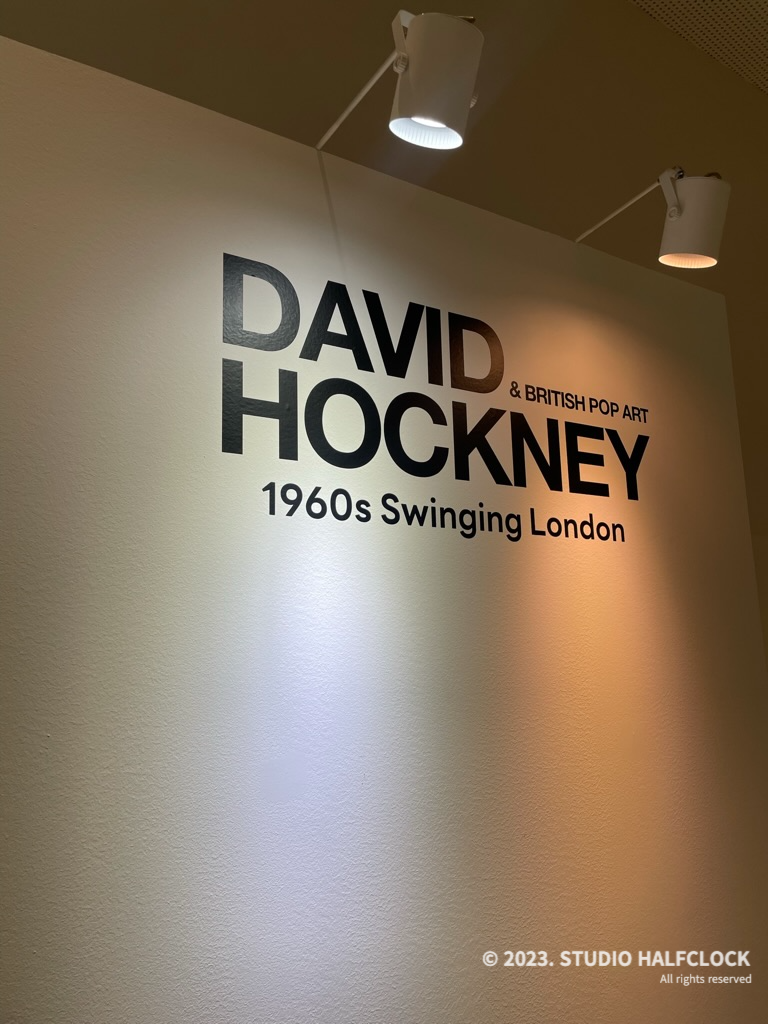 DAVID
& BRITISH POP ART
HOCKNEY
1960s Swinging London
© 2023. STUDIO HALFCLOCK
All rights reserved